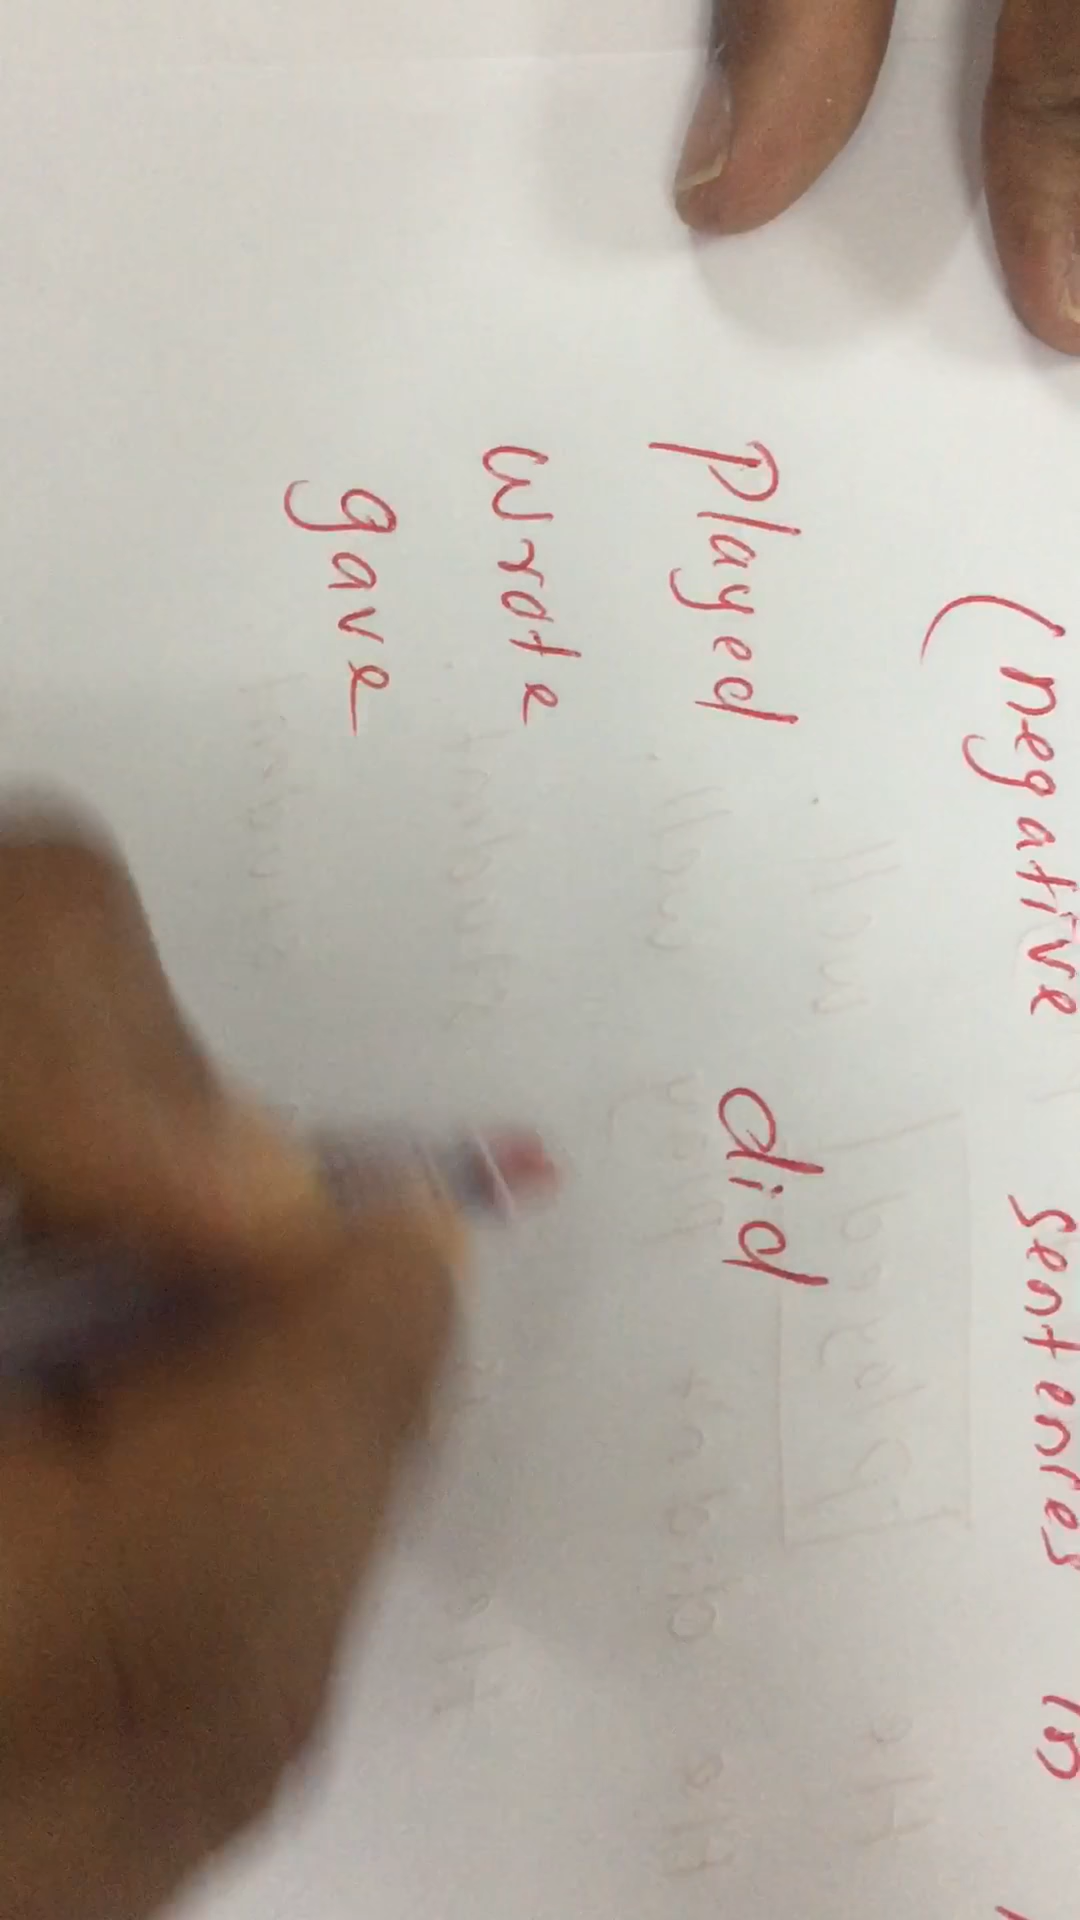 (negative sentences in
Played did
wrote
gave